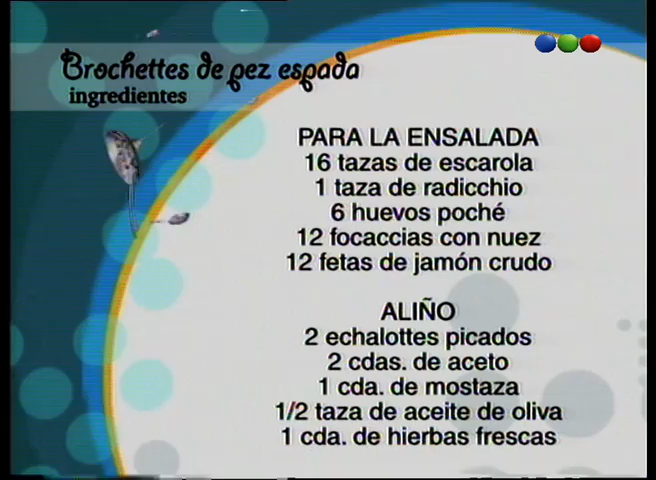 Brochettes de pez espada
ingredientes
PARA LA ENSALADA
16 tazas de escarola
1 taza de radicchio
6 huevos poché
12 focaccias con nuez
12 fetas de jamón crudo
ALIÑO
2 echalottes picados
2 cdas. de aceto
1 cda. de mostaza
1/2 taza de aceite de oliva
1 cda. de hierbas frescas